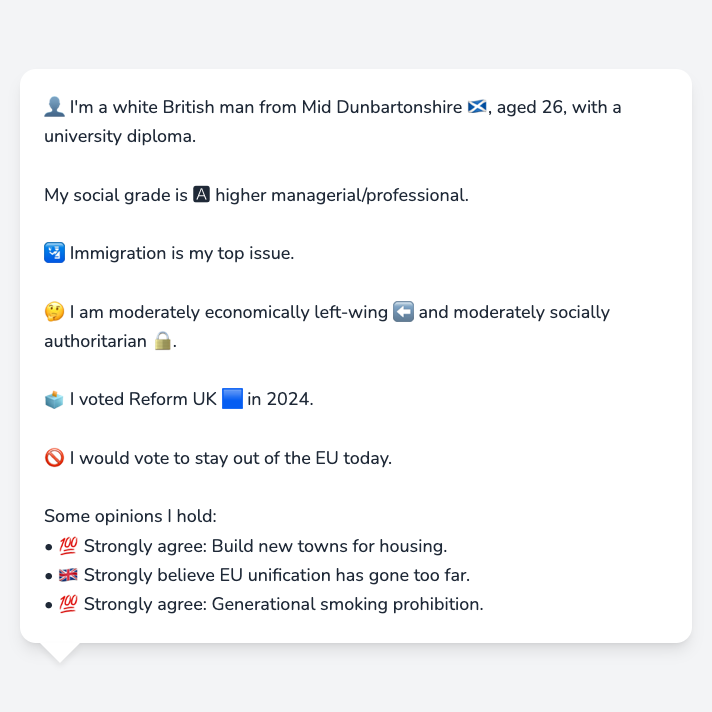 👤 I'm a white British man from Mid Dunbartonshire 🏴󠁧󠁢󠁳󠁣󠁴󠁿, aged 26, with a
university diploma.
My social grade is 🅰 higher managerial/professional.
🛂 Immigration is my top issue.
🤔 I am moderately economically left-wing ⬅️ and moderately socially
authoritarian 🔒.
🗳️ I voted Reform UK 🟦 in 2024.
🚫 I would vote to stay out of the EU today.
Some opinions I hold:
• 💯 Strongly agree: Build new towns for housing.
• 🇬🇧 Strongly believe EU unification has gone too far.
• 💯 Strongly agree: Generational smoking prohibition.